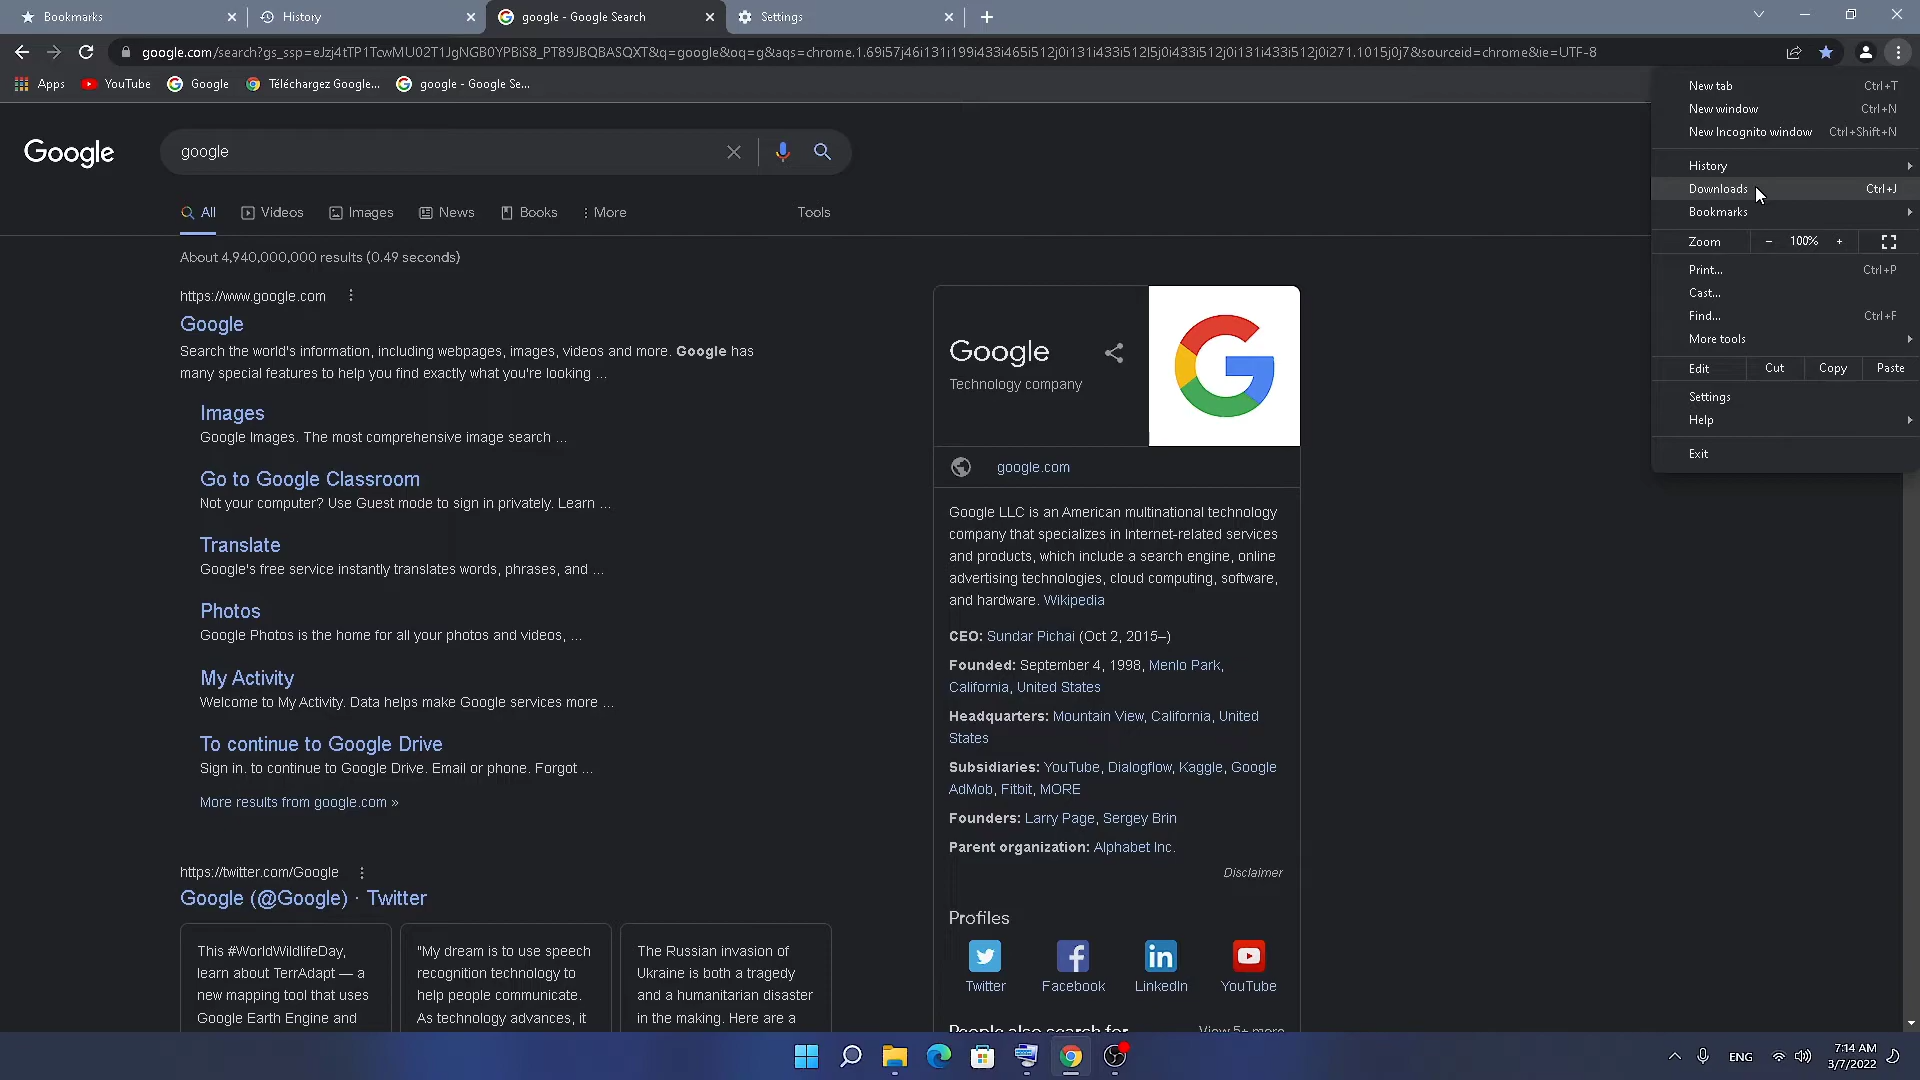 Bookmarks
History
google - Google Search
Settings
google.com/search?gs_ssp=eJzj4tTP1TcwMU02T1JgNGB0YPBiS8_PT89JBQBASQXT&q=google&oq=g&aqs=chrome.1.69i57j46i131i199i433i465i512j0i131i433i512l5j0i433i512j0i131i433i512j0i271.1015j0j7&sourceid=chrome&ie=UTF-8
Apps
YouTube
Google
Téléchargez Google...
google - Google Se...
New tab Ctrl+T
New window Ctrl+N
New Incognito window Ctrl+Shift+N
History
Downloads Ctrl+J
Bookmarks
Zoom − 100% +
Print... Ctrl+P
Cast...
Find... Ctrl+F
More tools
Edit Cut Copy Paste
Settings
Help
Exit
Google
google
All
Videos
Images
News
Books
More
Tools
About 4,940,000,000 results (0.49 seconds)
https://www.google.com
Google
Search the world's information, including webpages, images, videos and more. Google has
many special features to help you find exactly what you're looking ...
Images
Google Images. The most comprehensive image search ...
Go to Google Classroom
Not your computer? Use Guest mode to sign in privately. Learn ...
Translate
Google's free service instantly translates words, phrases, and ...
Photos
Google Photos is the home for all your photos and videos, ...
My Activity
Welcome to My Activity. Data helps make Google services more ...
To continue to Google Drive
Sign in. to continue to Google Drive. Email or phone. Forgot ...
More results from google.com »
https://twitter.com/Google
Google (@Google) · Twitter
This #WorldWildlifeDay,
learn about TerrAdapt — a
new mapping tool that uses
Google Earth Engine and
"My dream is to use speech
recognition technology to
help people communicate.
As technology advances, it
The Russian invasion of
Ukraine is both a tragedy
and a humanitarian disaster
in the making. Here are a
Google
Technology company
google.com
Google LLC is an American multinational technology
company that specializes in Internet-related services
and products, which include a search engine, online
advertising technologies, cloud computing, software,
and hardware. Wikipedia
CEO: Sundar Pichai (Oct 2, 2015–)
Founded: September 4, 1998, Menlo Park,
California, United States
Headquarters: Mountain View, California, United
States
Subsidiaries: YouTube, Dialogflow, Kaggle, Google
AdMob, Fitbit, MORE
Founders: Larry Page, Sergey Brin
Parent organization: Alphabet Inc.
Disclaimer
Profiles
Twitter
Facebook
LinkedIn
YouTube
People also search for
View 5+ more
ENG
7:14 AM
3/7/2022